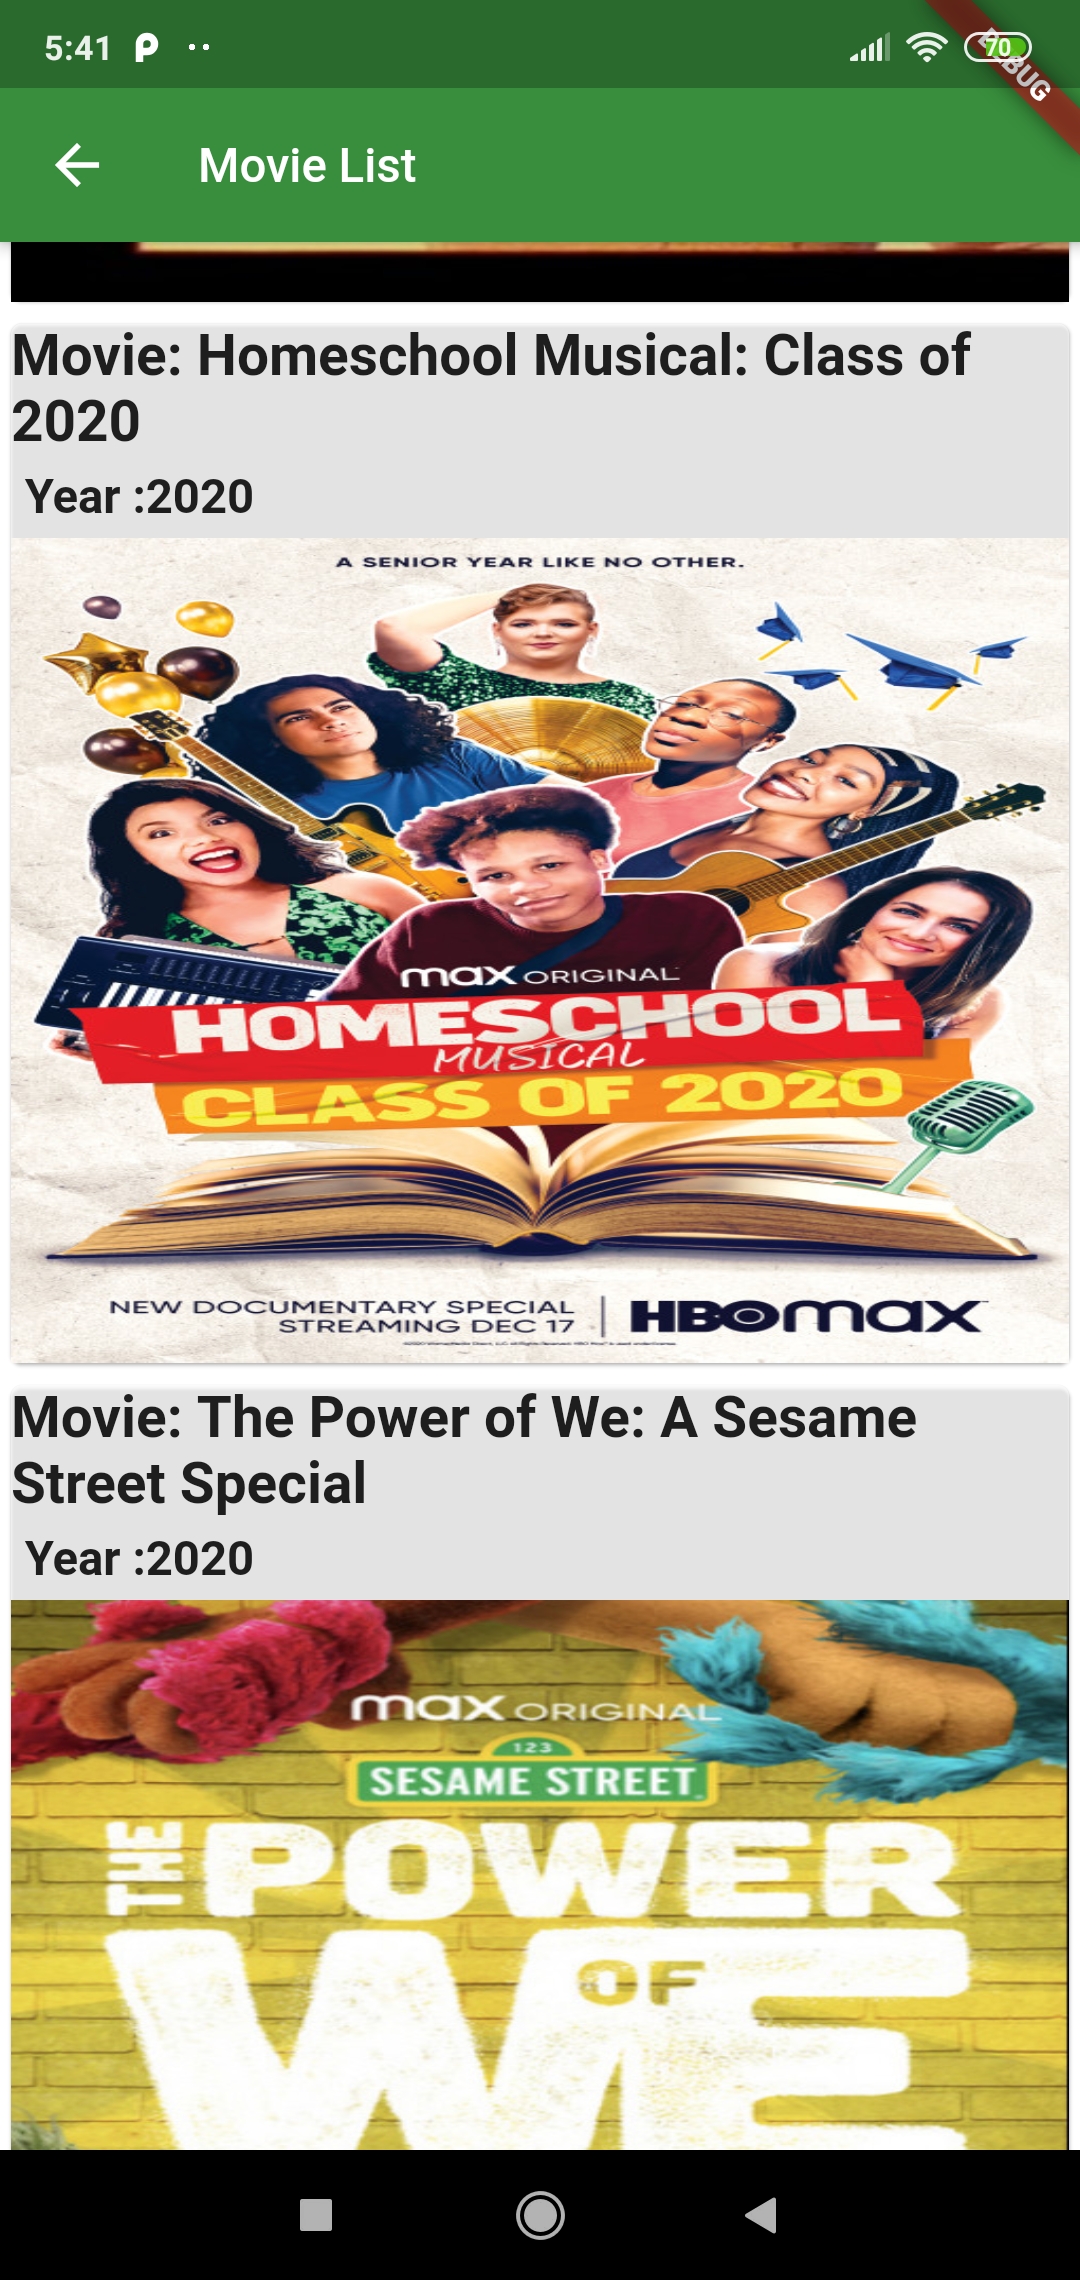 5:41
70
DEBUG
Movie List
Movie: Homeschool Musical: Class of
2020
Year :2020
A SENIOR YEAR LIKE NO OTHER.
max ORIGINAL
HOMESCHOOL
MUSICAL
CLASS OF 2020
NEW DOCUMENTARY SPECIAL
STREAMING DEC 17
HBOmax
Movie: The Power of We: A Sesame
Street Special
Year :2020
max ORIGINAL
123
SESAME STREET
THE POWER
OF
WE